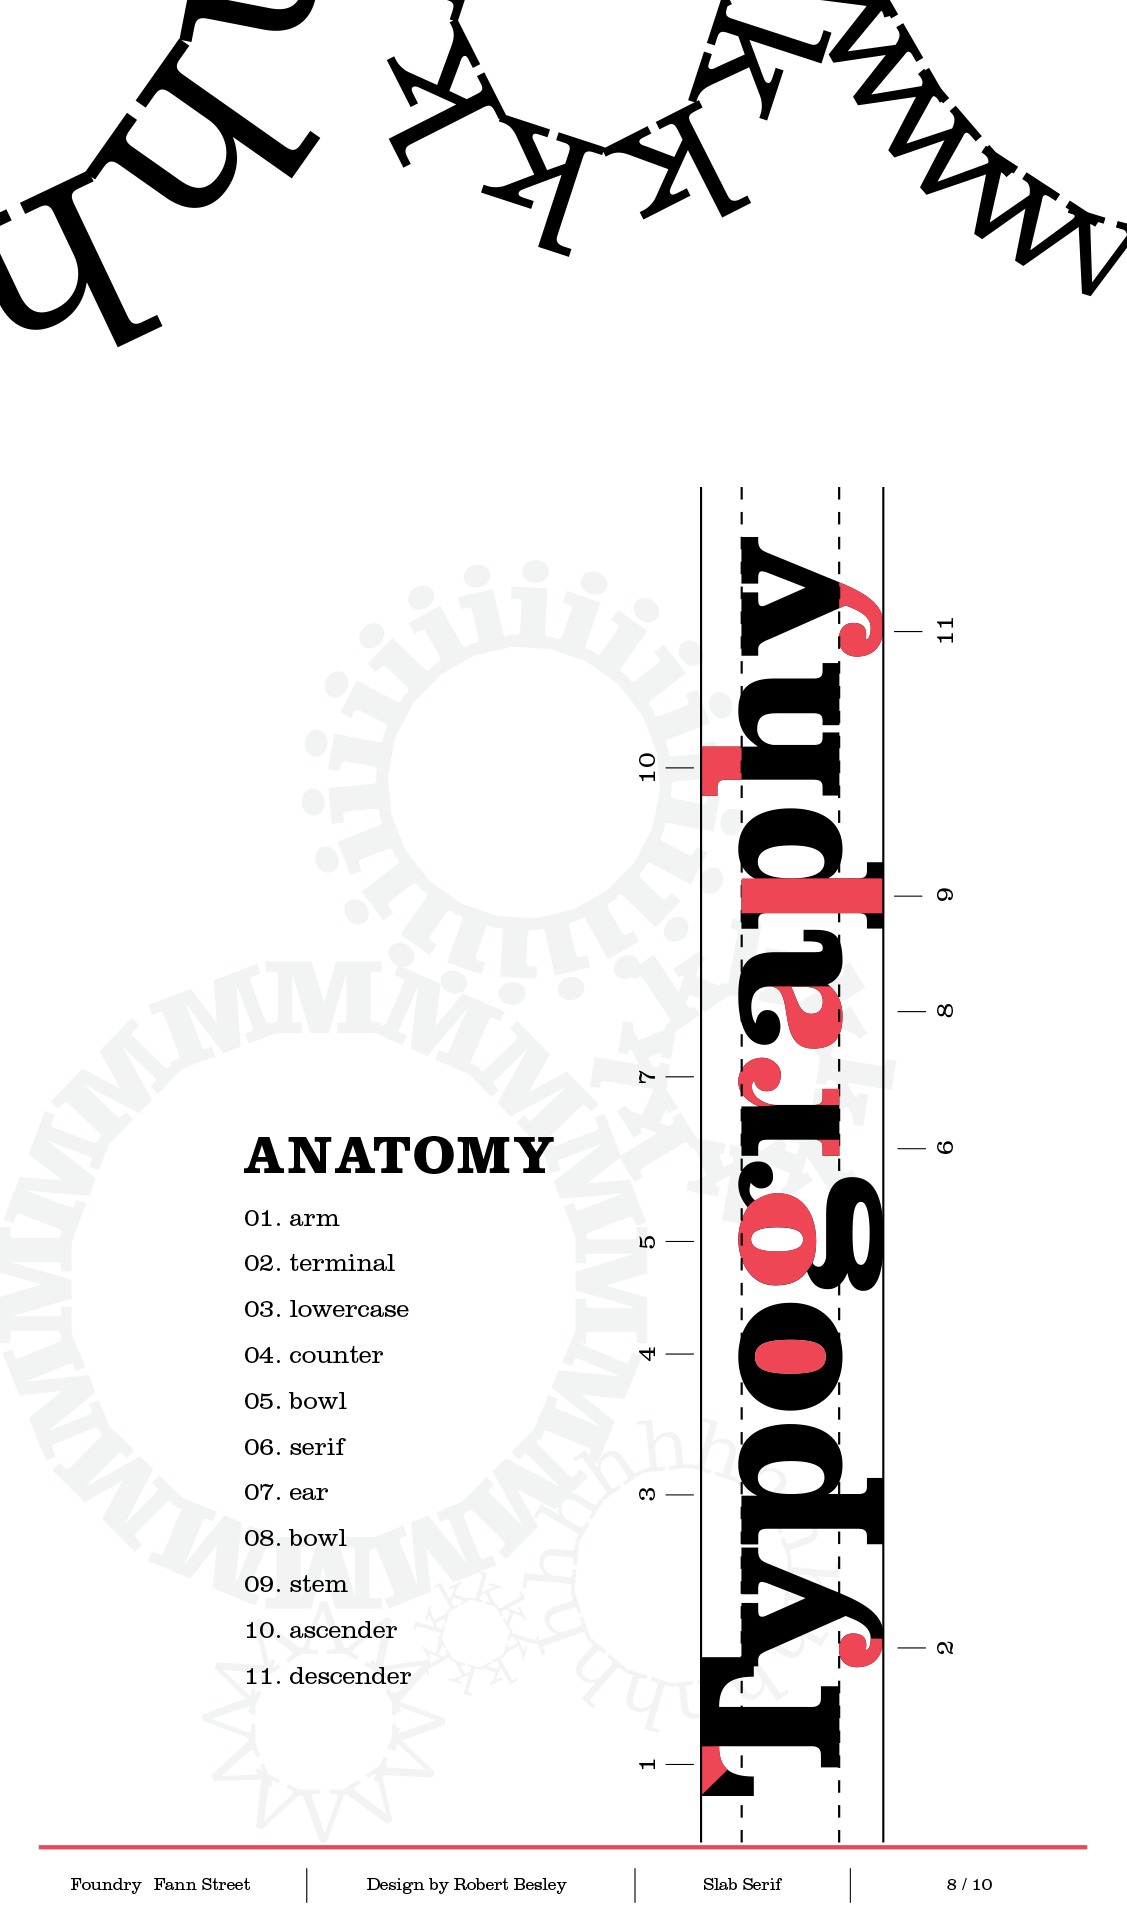 Typography
1
2
3
4
5
6
7
8
9
10
11
ANATOMY
01. arm
02. terminal
03. lowercase
04. counter
05. bowl
06. serif
07. ear
08. bowl
09. stem
10. ascender
11. descender
Foundry Fann Street
Design by Robert Besley
Slab Serif
8 / 10